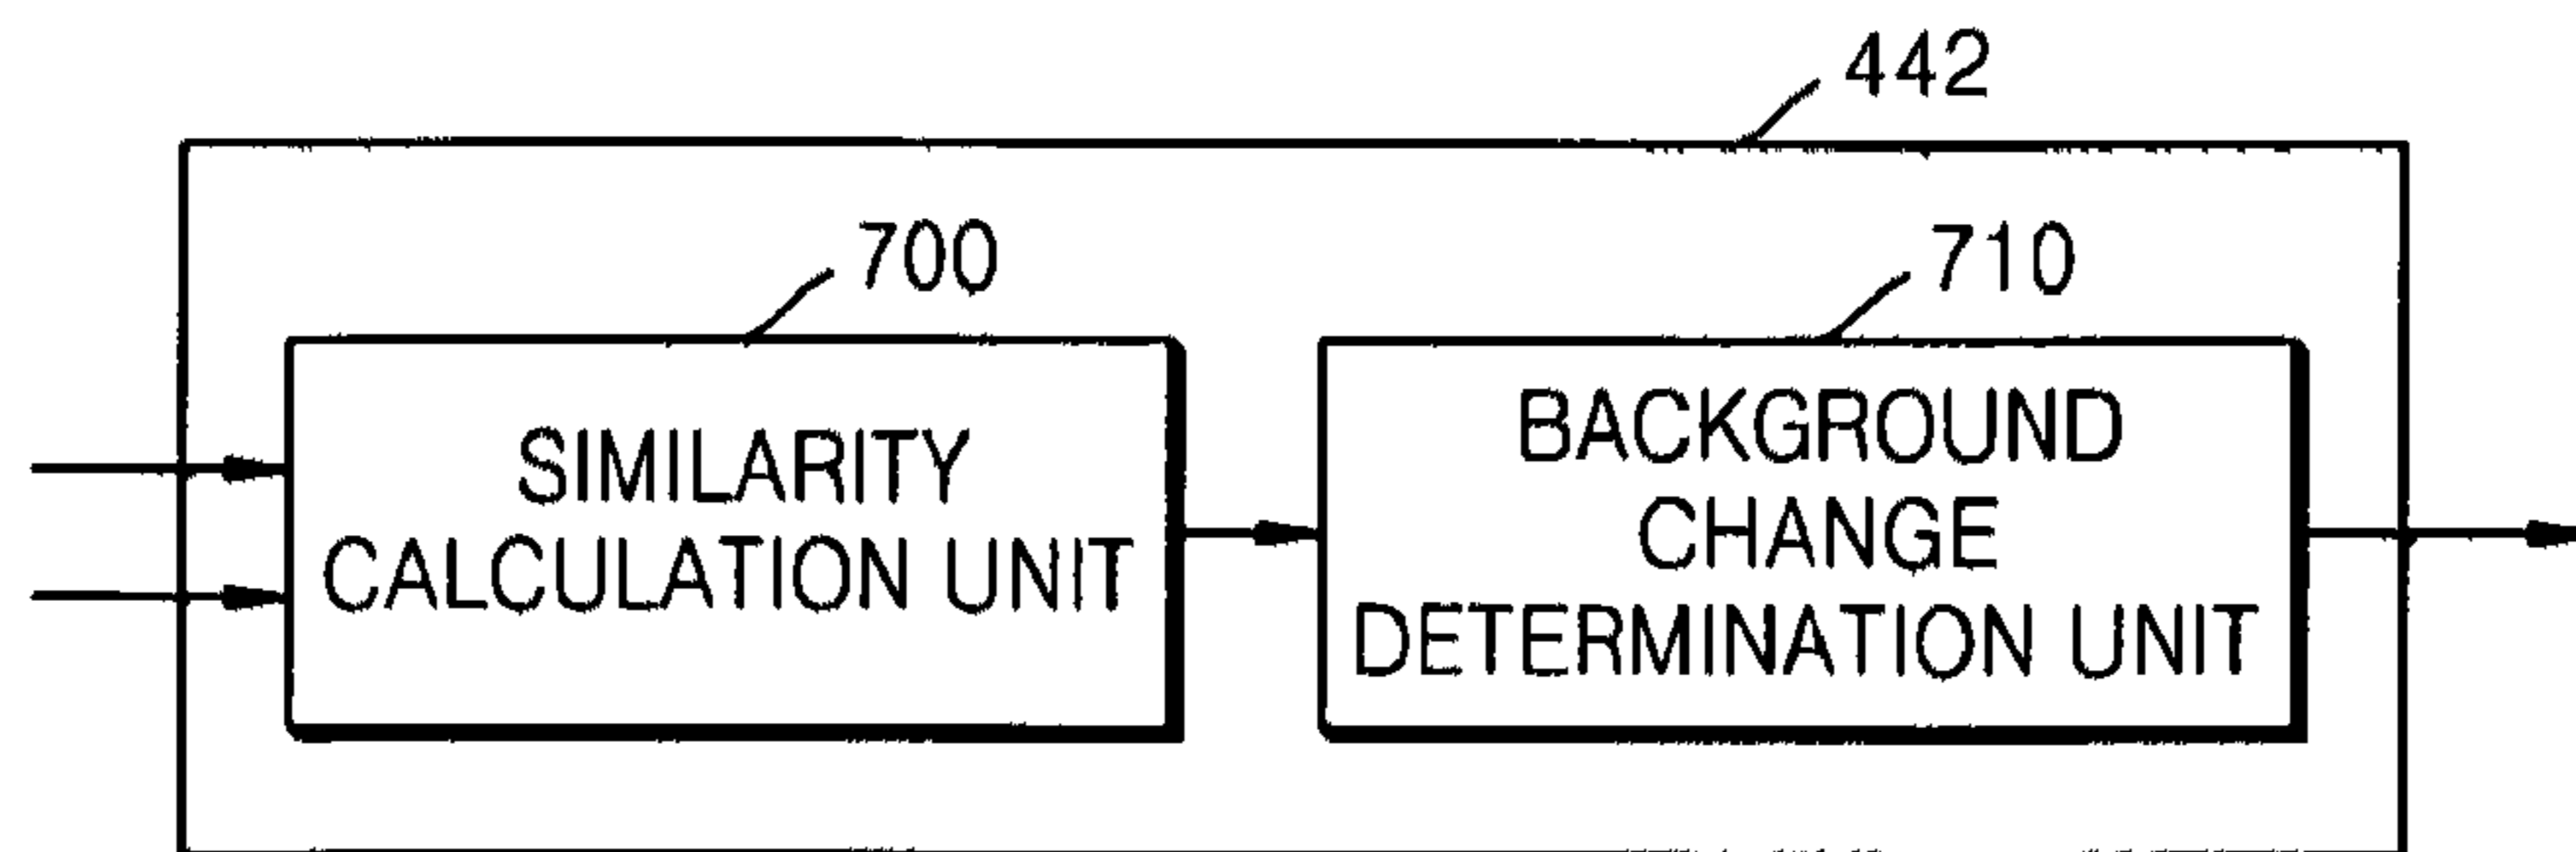 442
700
710
SIMILARITY
CALCULATION UNIT
BACKGROUND
CHANGE
DETERMINATION UNIT